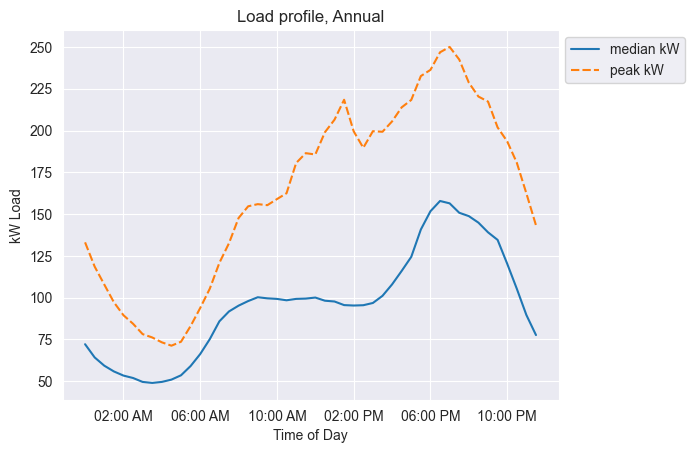 Load profile, Annual
median kW
peak kW
250
225
200
175
150
125
100
75
50
kW Load
02:00 AM 06:00 AM 10:00 AM 02:00 PM 06:00 PM 10:00 PM
Time of Day